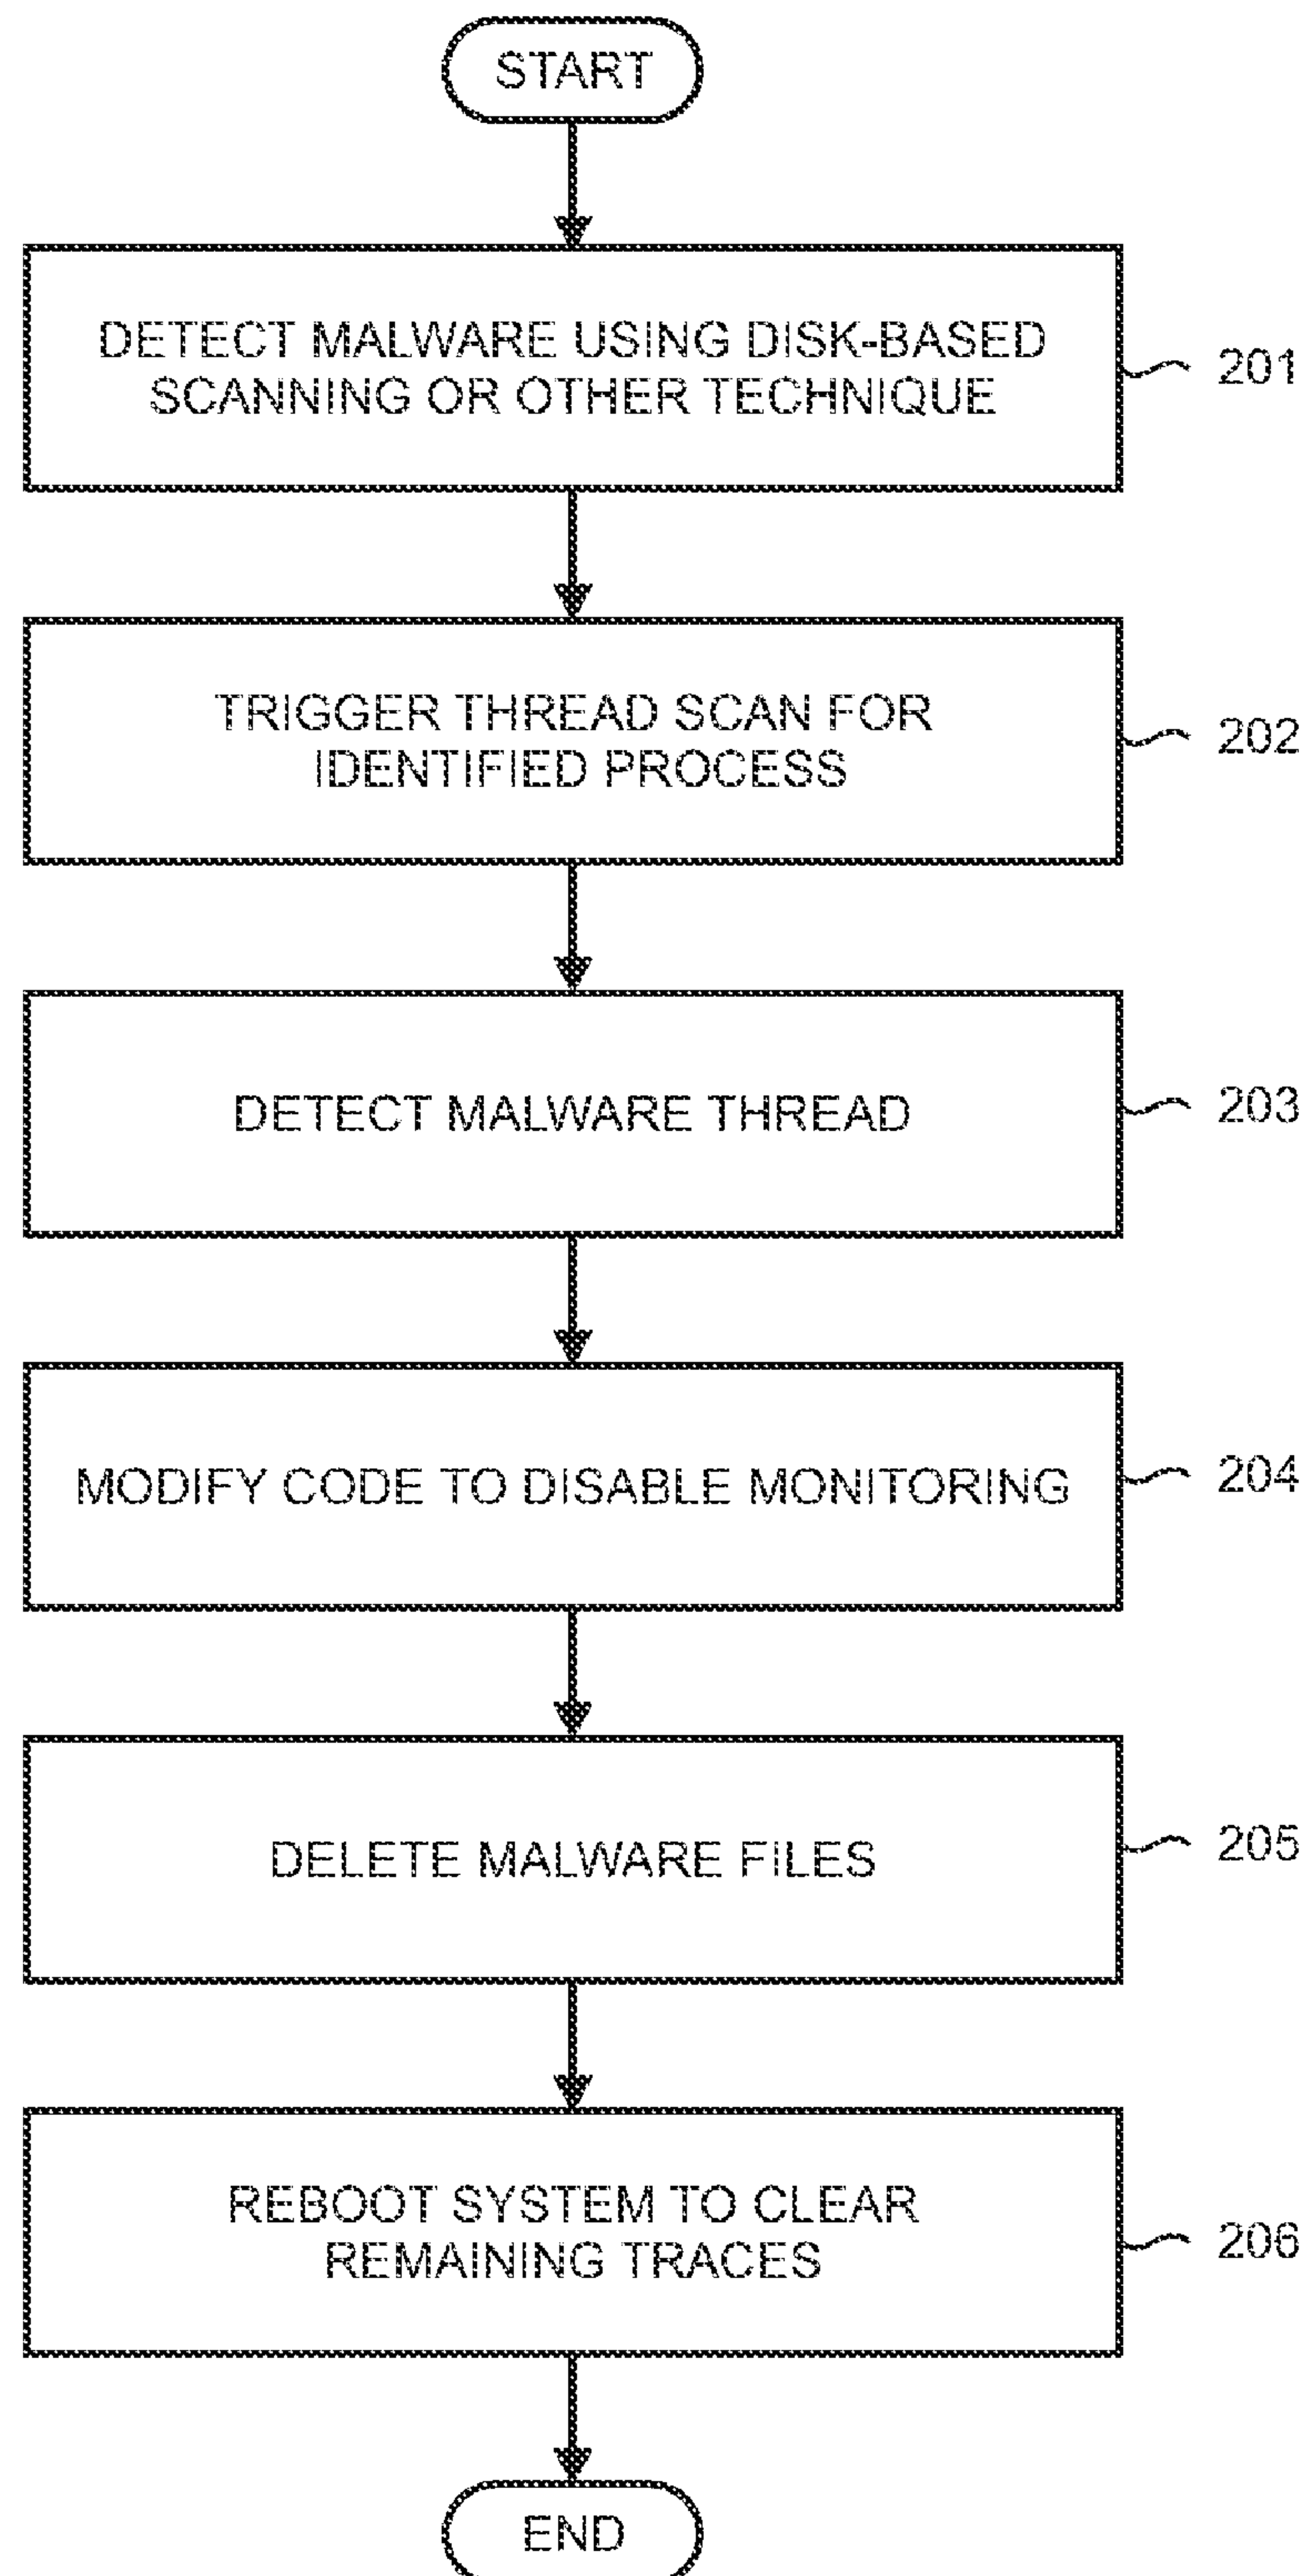 START
DETECT MALWARE USING DISK-BASED
SCANNING OR OTHER TECHNIQUE
201
TRIGGER THREAD SCAN FOR
IDENTIFIED PROCESS
202
DETECT MALWARE THREAD
203
MODIFY CODE TO DISABLE MONITORING
204
DELETE MALWARE FILES
205
REBOOT SYSTEM TO CLEAR
REMAINING TRACES
206
END